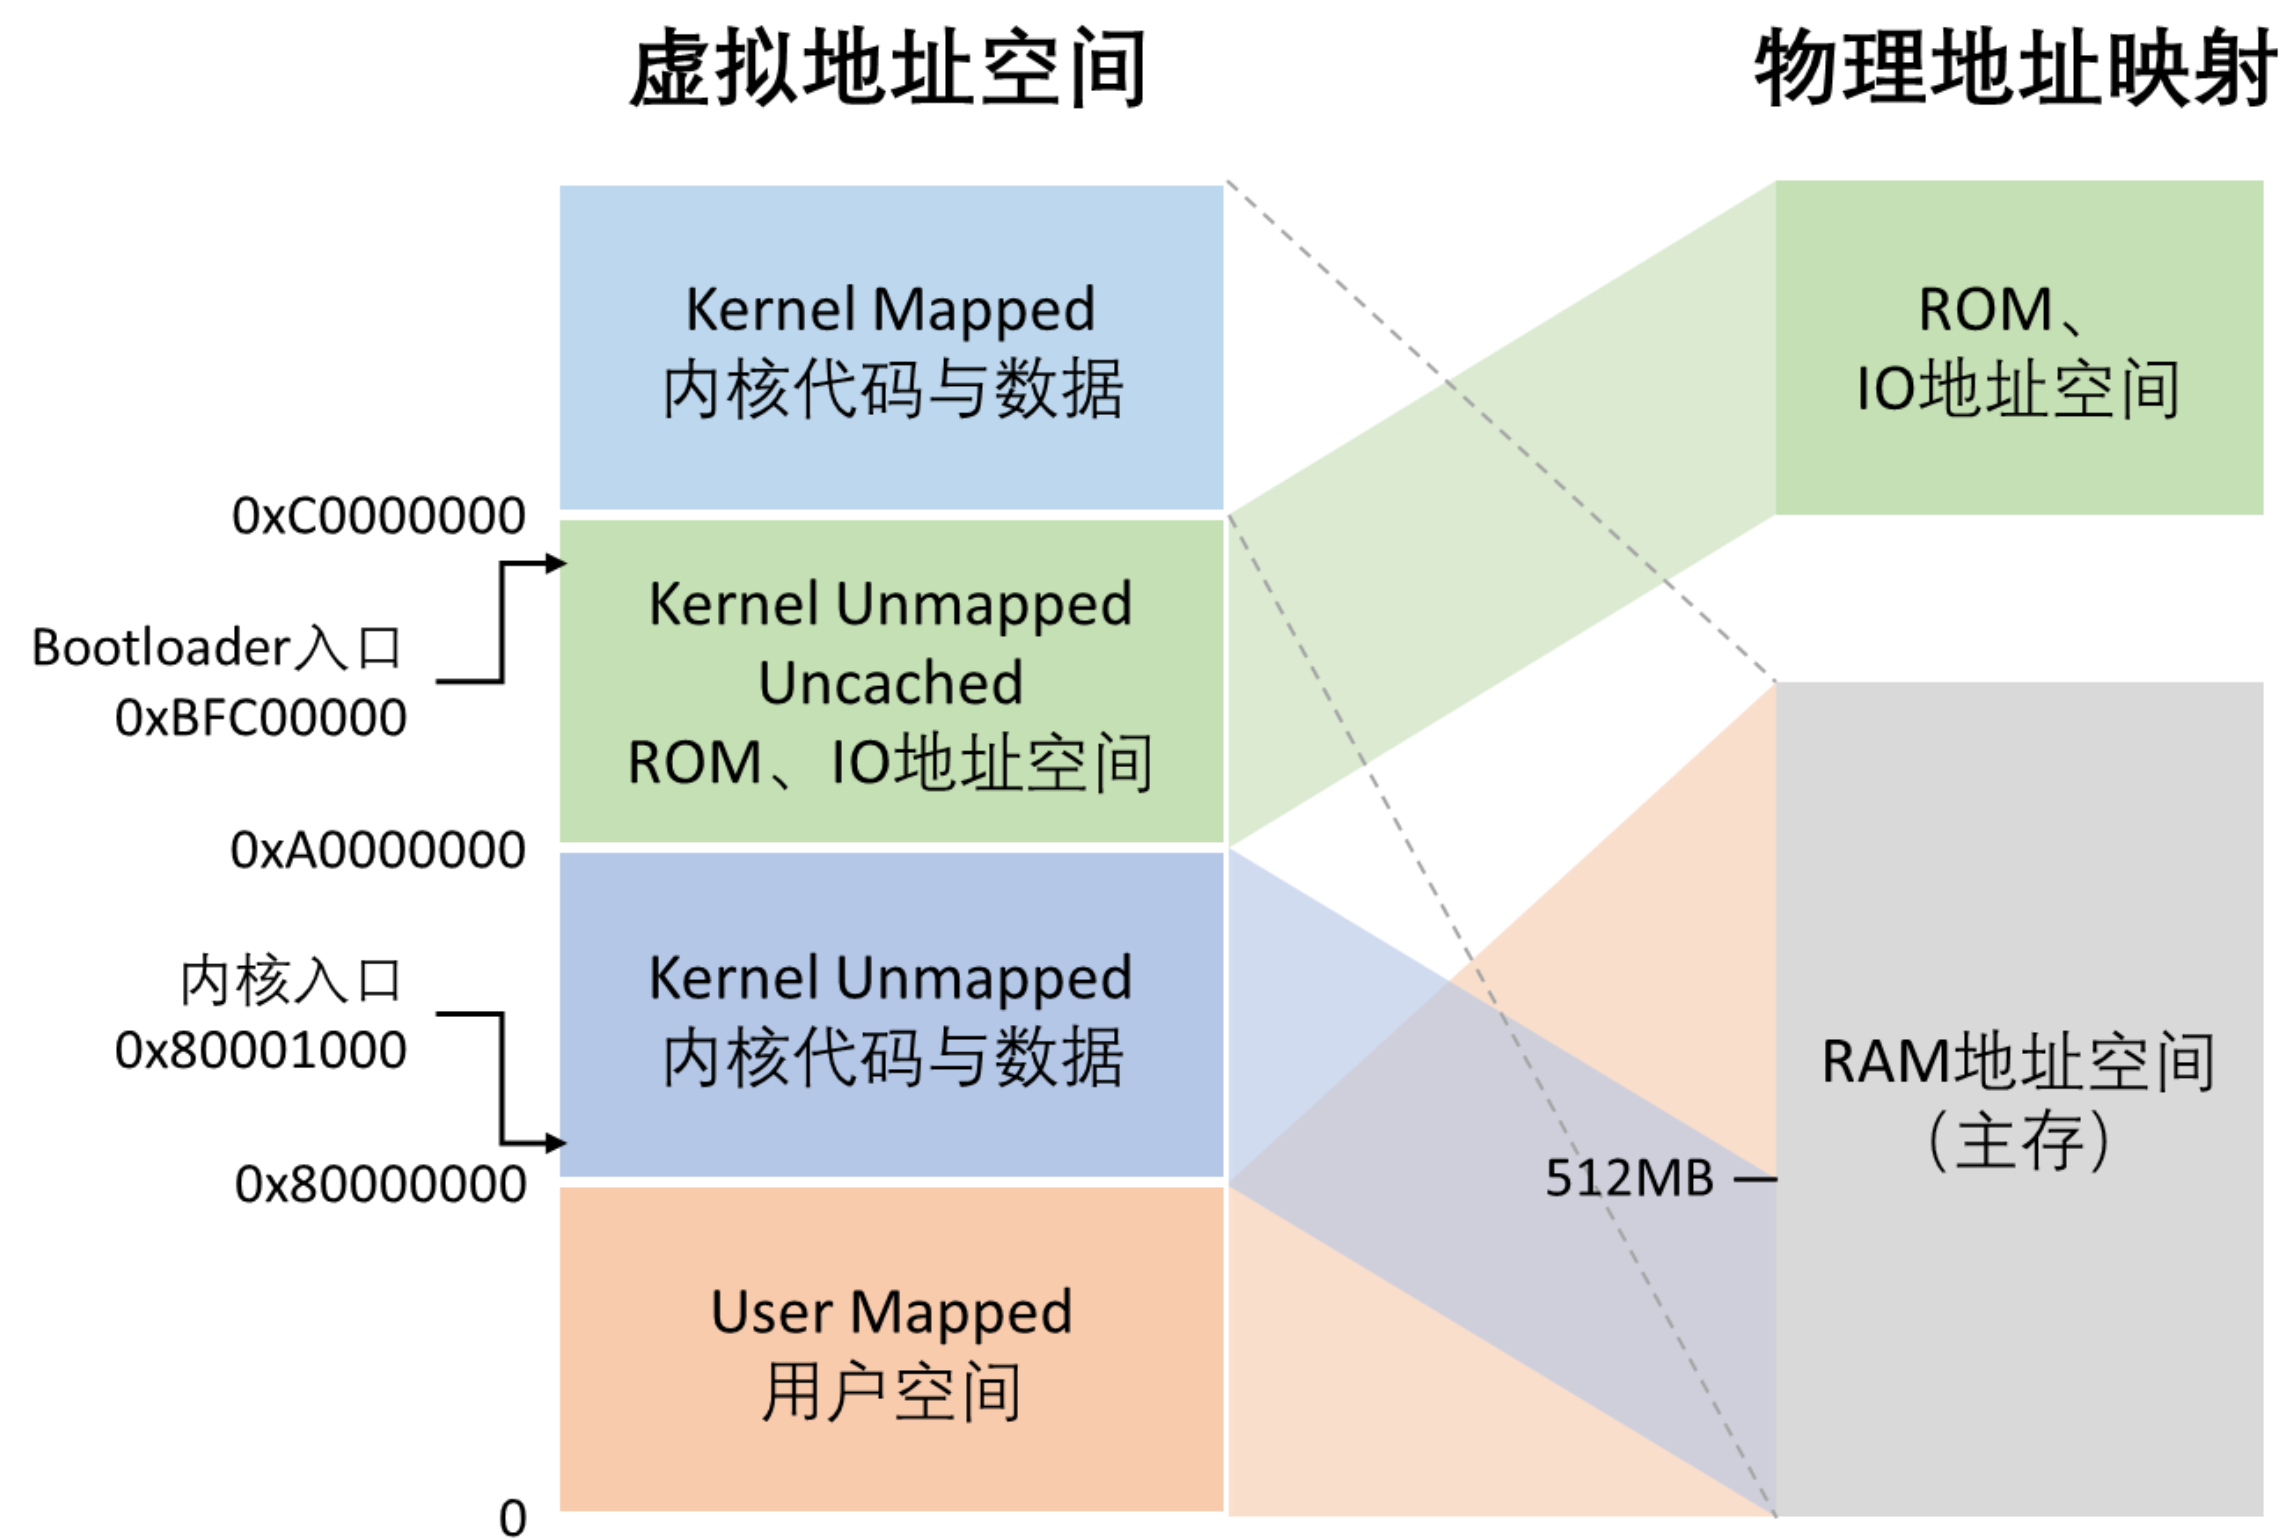 虚拟地址空间
物理地址映射
Kernel Mapped
内核代码与数据
ROM、
IO地址空间
0xC0000000
Bootloader入口
0xBFC00000
Kernel Unmapped
Uncached
ROM、IO地址空间
0xA0000000
内核入口
0x80001000
Kernel Unmapped
内核代码与数据
RAM地址空间
（主存）
512MB
0x80000000
User Mapped
用户空间
0